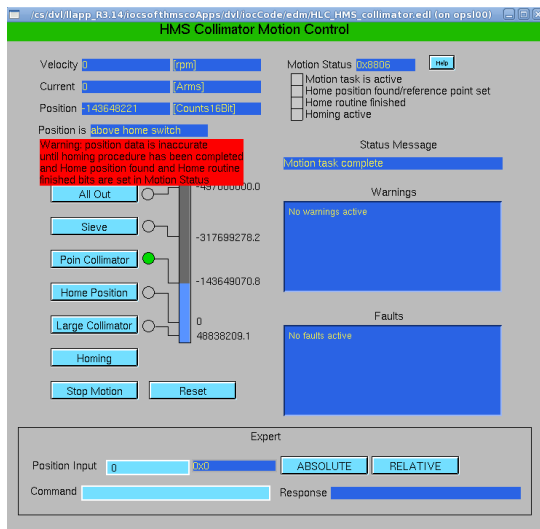 /cs/dvl/llapp_R3.14/iocsofthmscoApps/dvl/iocCode/edm/HLC_HMS_collimator.edl (on opsl00)
HMS Collimator Motion Control
Velocity 0 [rpm]
Current 0 [Arms]
Position -143648221 [Counts16Bit]
Position is above home switch
Warning: position data is inaccurate
until homing procedure has been completed
and Home position found and Home routine
finished bits are set in Motion Status
Motion Status 0x8806 Help
Motion task is active
Home position found/reference point set
Home routine finished
Homing active
Status Message
Motion task complete
Warnings
No warnings active
Faults
No faults active
All Out
-497000000.0
Sieve
-317699278.2
Poin Collimator
-143649070.8
Home Position
0
Large Collimator
48838209.1
Homing
Stop Motion Reset
Expert
Position Input 0 0x0 ABSOLUTE RELATIVE
Command Response